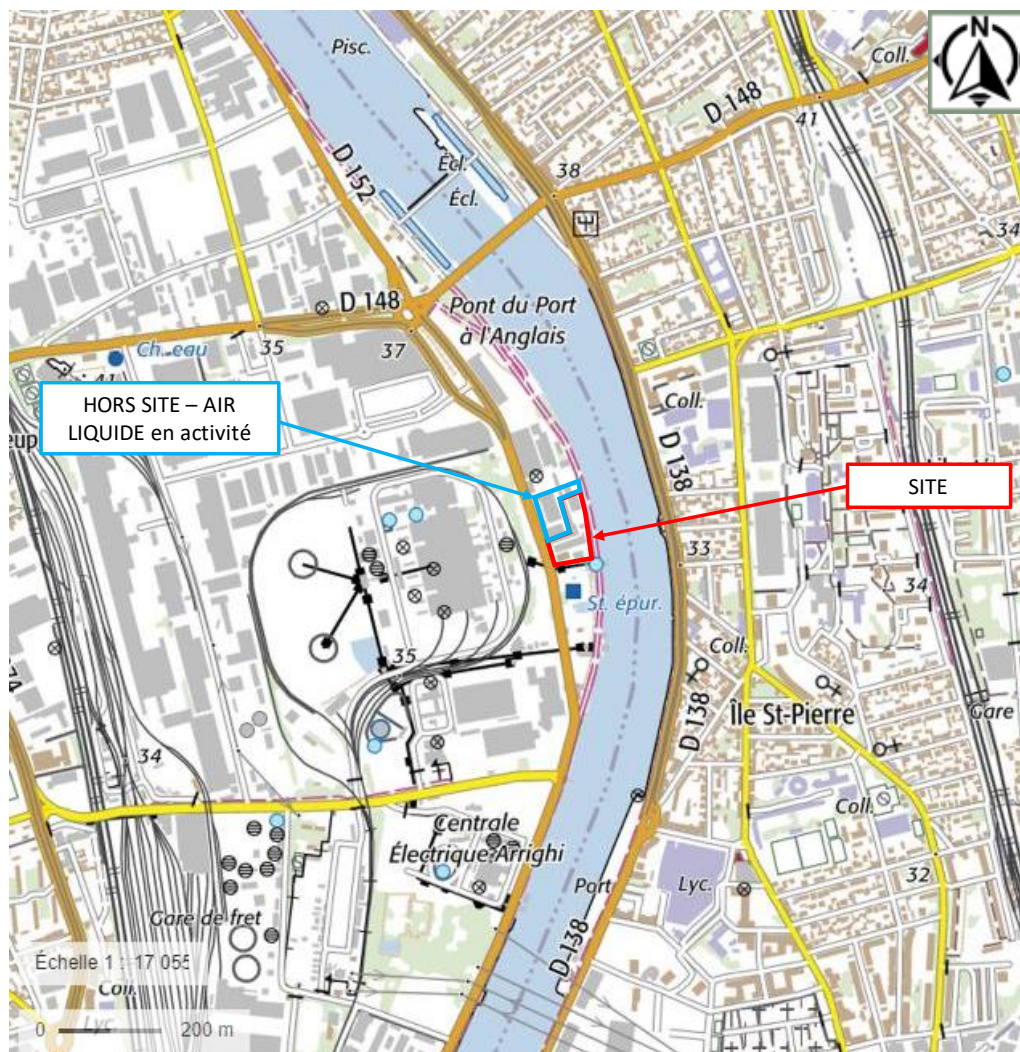 N
Pisc.
Coll.
D 148
41
Écl.
Écl.
38
D 152
34
D 148
Pont du Port
à l'Anglais
35
37
Ch. eau
41
HORS SITE – AIR
LIQUIDE en activité
Coll.
D 138
SITE
33
34
St. épur.
35
Coll.
Île St-Pierre
Gare
D 138
74
34
Coll.
Centrale
Électrique Arrighi
Port
Lyc.
32
Gare de fret
D 138
Échelle 1 : 17 055
Coll.
0
Lyc
200 m